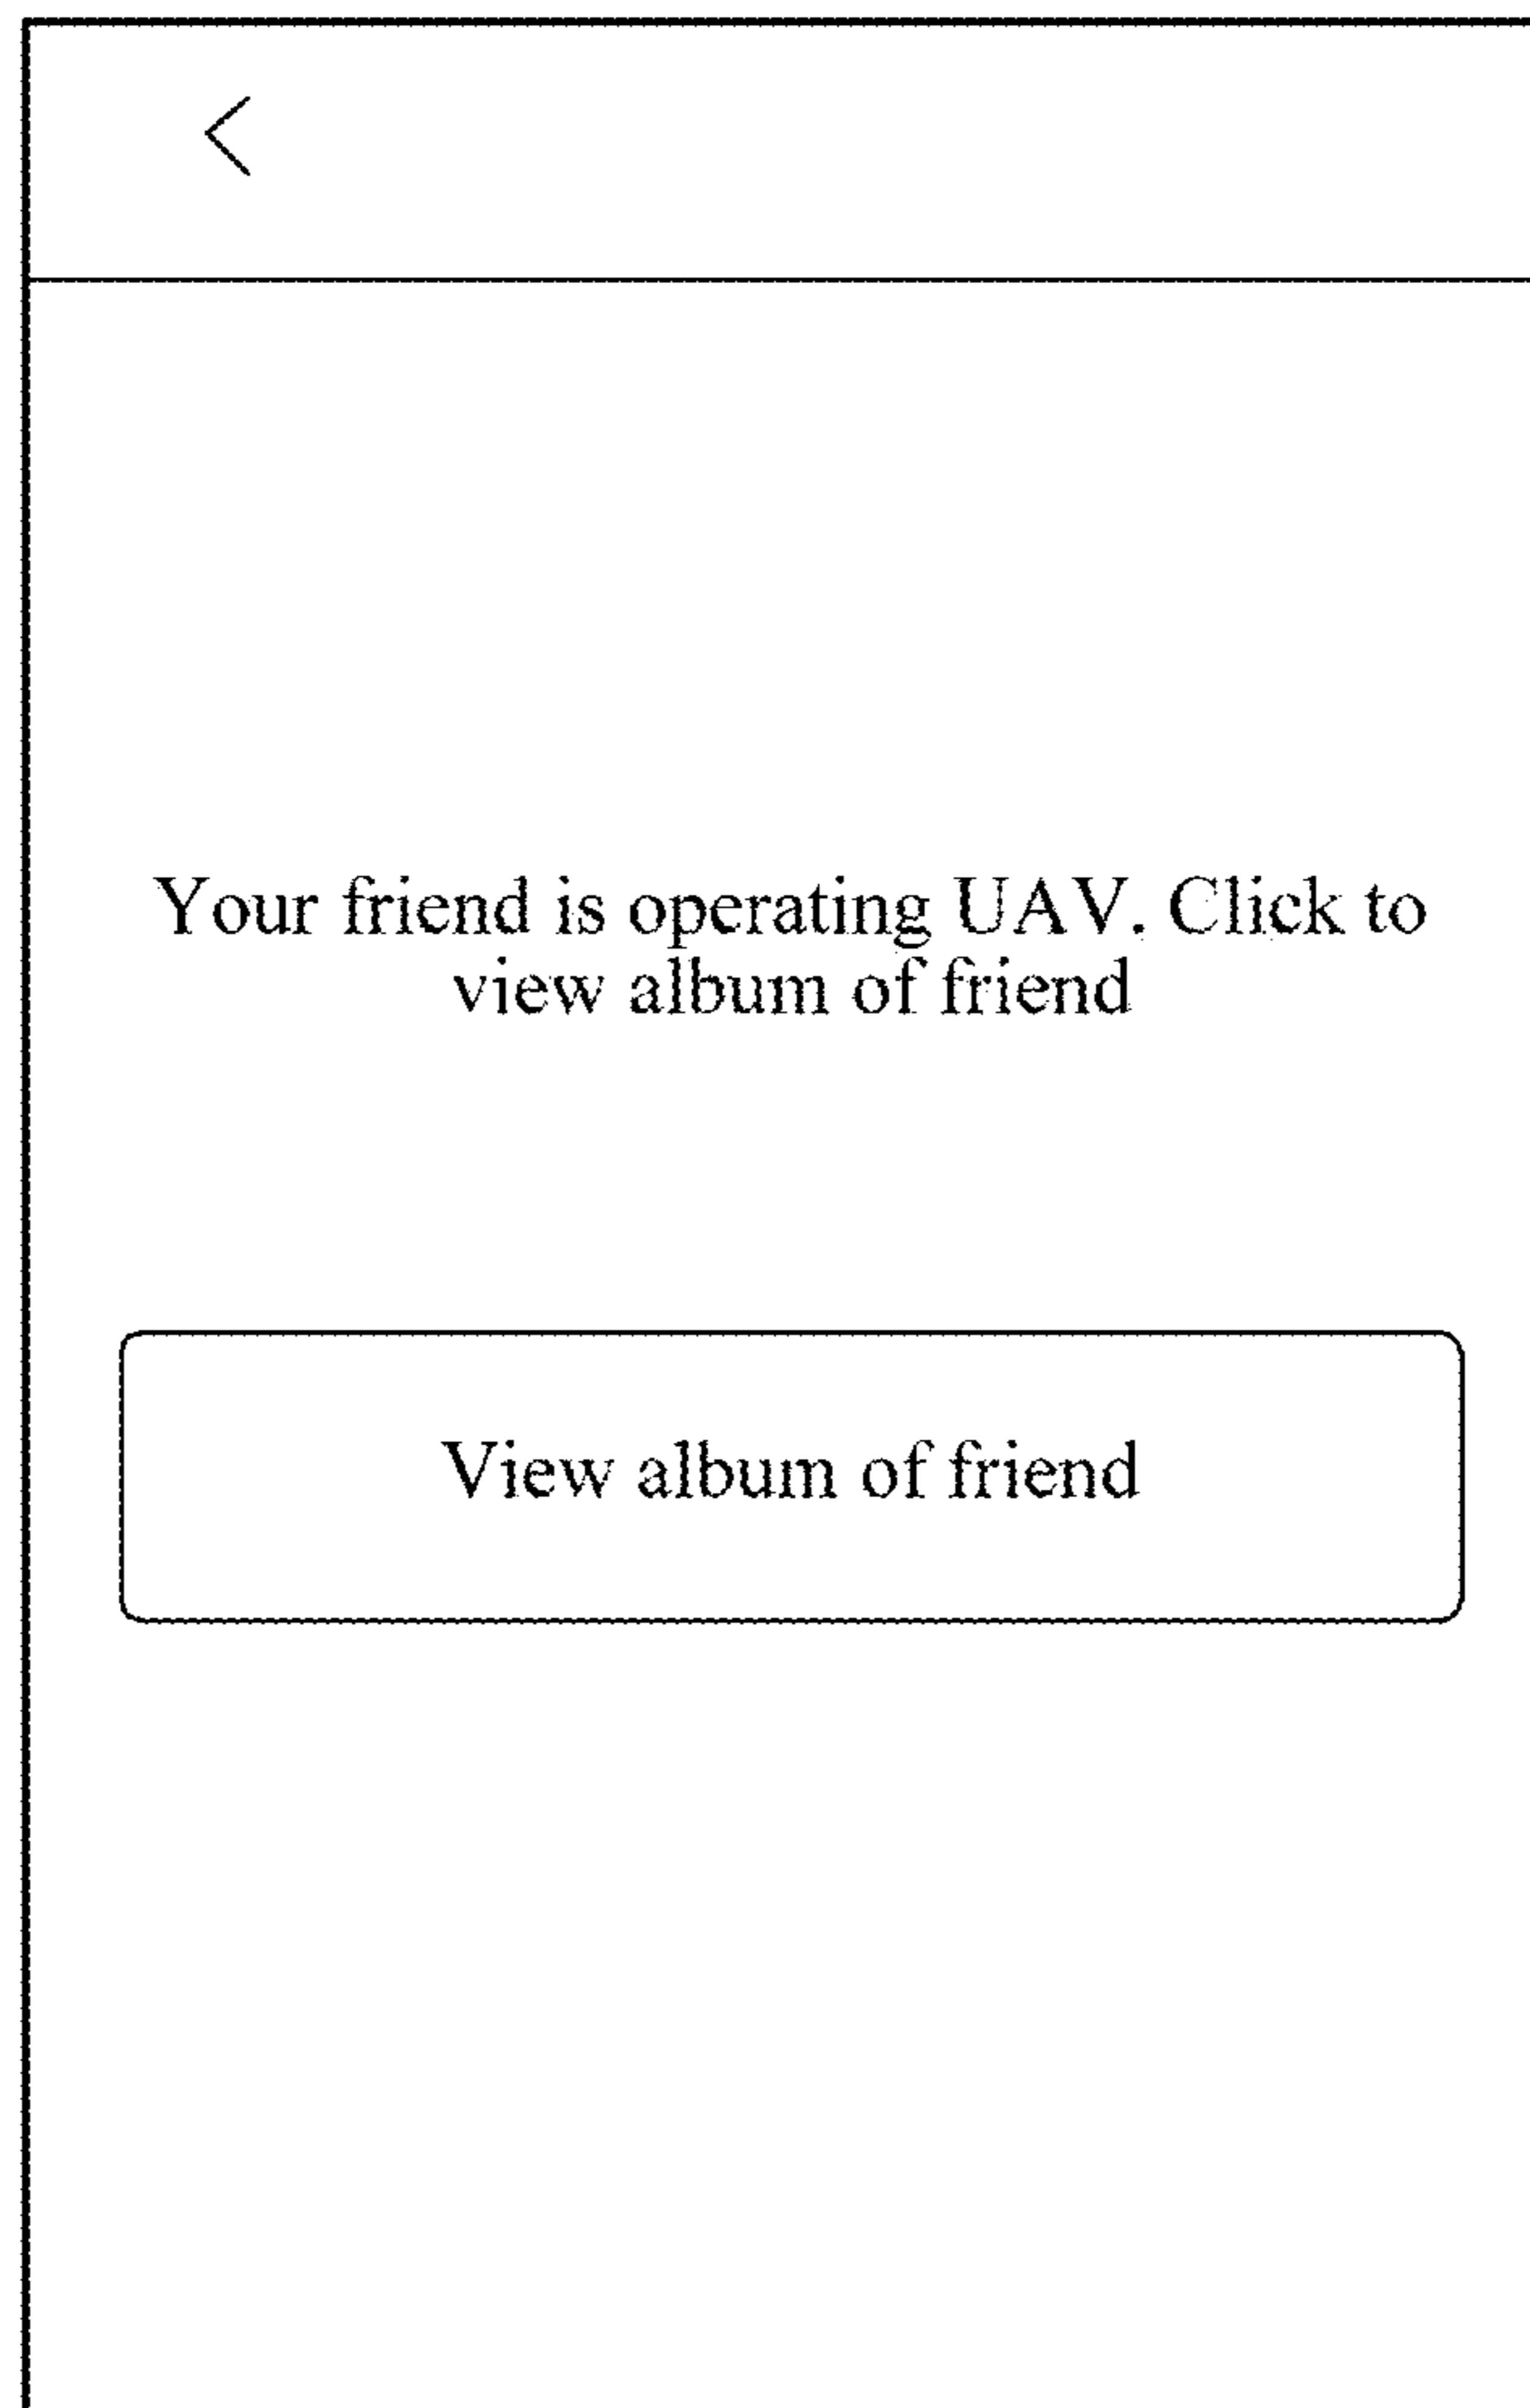 Your friend is operating UAV. Click to
view album of friend
View album of friend